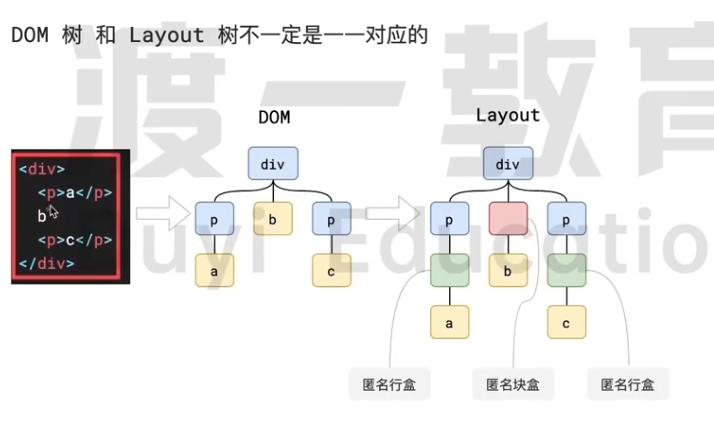 DOM 树 和 Layout 树不一定是一一对应的
渡一教育
Duyi Educatio
DOM
Layout
<div>
<p>a</p>
b
<p>c</p>
</div>
div
p
b
p
a
c
div
p
p
b
a
c
匿名行盒
匿名块盒
匿名行盒